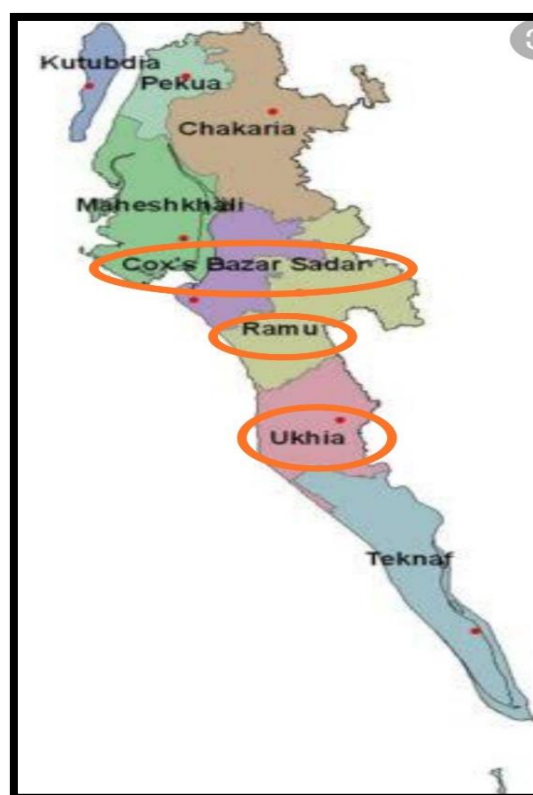 Kutubdia
Pekua
Chakaria
Maheshkhali
Cox's Bazar Sadar
Ramu
Ukhia
Teknaf